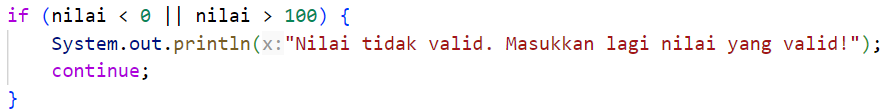 if (nilai < 0 || nilai > 100) {
System.out.println(x:"Nilai tidak valid. Masukkan lagi nilai yang valid!");
continue;
}